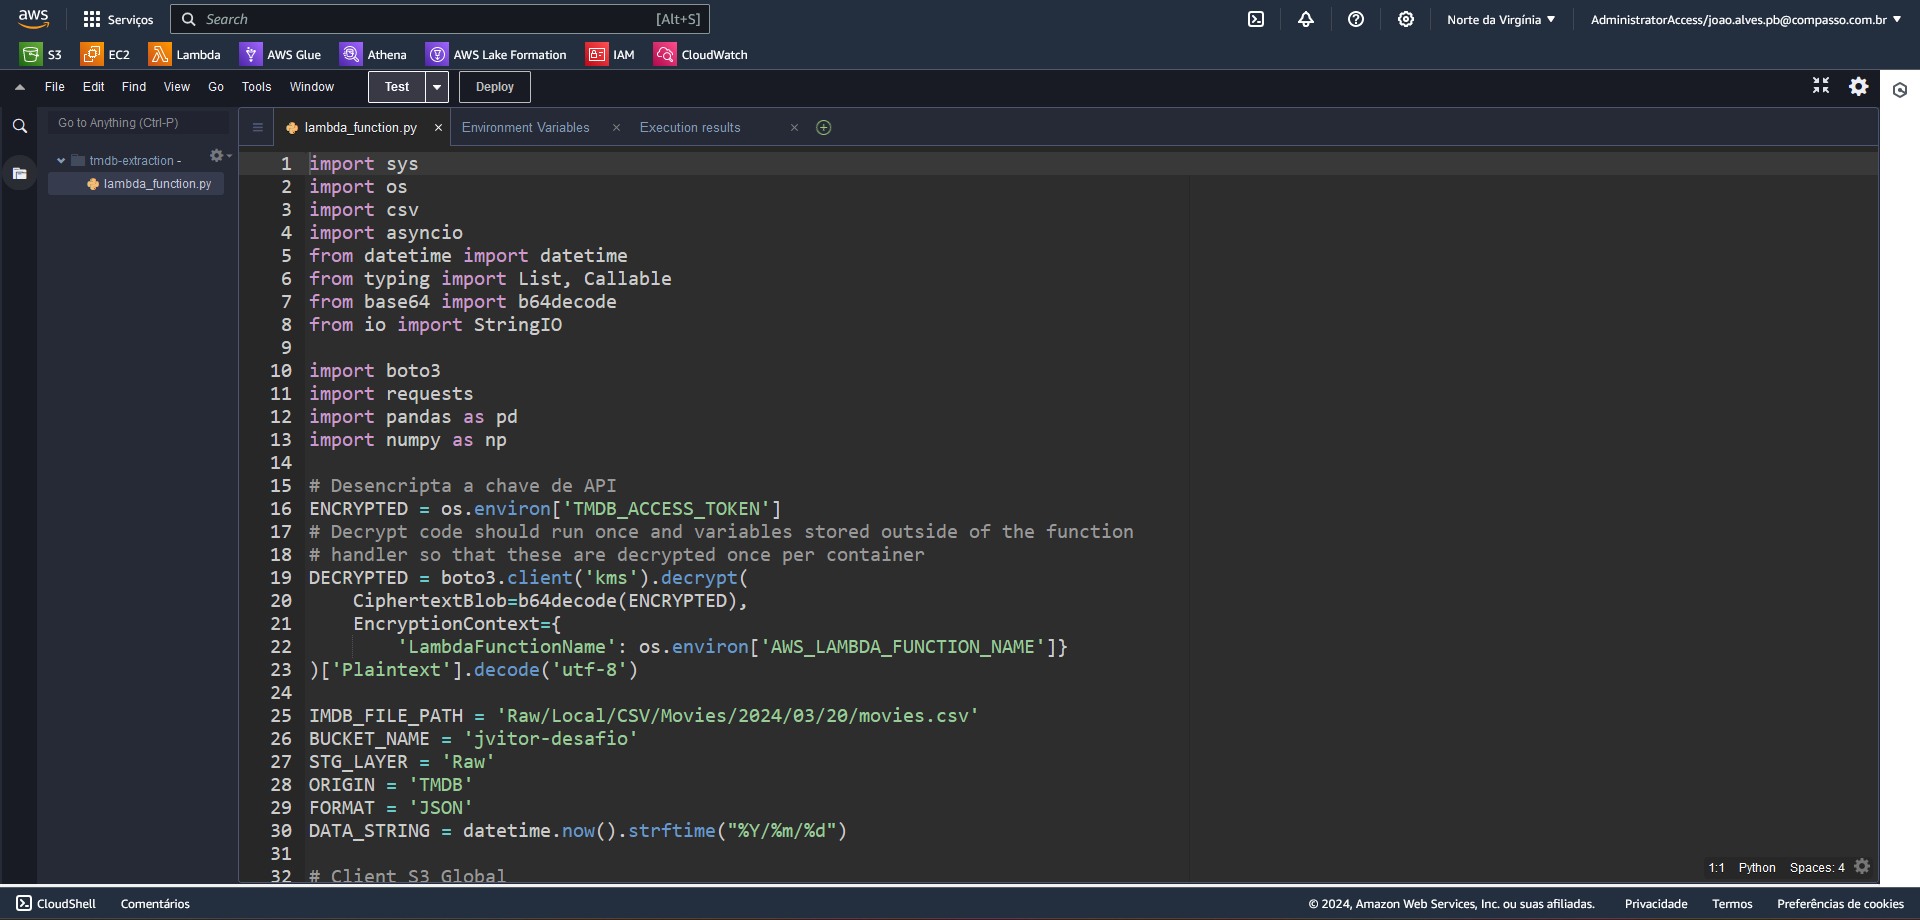 aws
Serviços
Search
[Alt+S]
Norte da Virgínia
AdministratorAccess/joao.alves.pb@compasso.com.br
S3
EC2
Lambda
AWS Glue
Athena
AWS Lake Formation
IAM
CloudWatch
File Edit Find View Go Tools Window
Test
Deploy
Go to Anything (Ctrl-P)
tmdb-extraction -
lambda_function.py
lambda_function.py
Environment Variables
Execution results
1 import sys
2 import os
3 import csv
4 import asyncio
5 from datetime import datetime
6 from typing import List, Callable
7 from base64 import b64decode
8 from io import StringIO
9
10 import boto3
11 import requests
12 import pandas as pd
13 import numpy as np
14
15 # Desencripta a chave de API
16 ENCRYPTED = os.environ['TMDB_ACCESS_TOKEN']
17 # Decrypt code should run once and variables stored outside of the function
18 # handler so that these are decrypted once per container
19 DECRYPTED = boto3.client('kms').decrypt(
20     CiphertextBlob=b64decode(ENCRYPTED),
21     EncryptionContext={
22         'LambdaFunctionName': os.environ['AWS_LAMBDA_FUNCTION_NAME']}
23 )['Plaintext'].decode('utf-8')
24
25 IMDB_FILE_PATH = 'Raw/Local/CSV/Movies/2024/03/20/movies.csv'
26 BUCKET_NAME = 'jvitor-desafio'
27 STG_LAYER = 'Raw'
28 ORIGIN = 'TMDB'
29 FORMAT = 'JSON'
30 DATA_STRING = datetime.now().strftime("%Y/%m/%d")
31
32 # Client S3 Global
1:1 Python Spaces: 4
CloudShell
Comentários
© 2024, Amazon Web Services, Inc. ou suas afiliadas.
Privacidade
Termos
Preferências de cookies